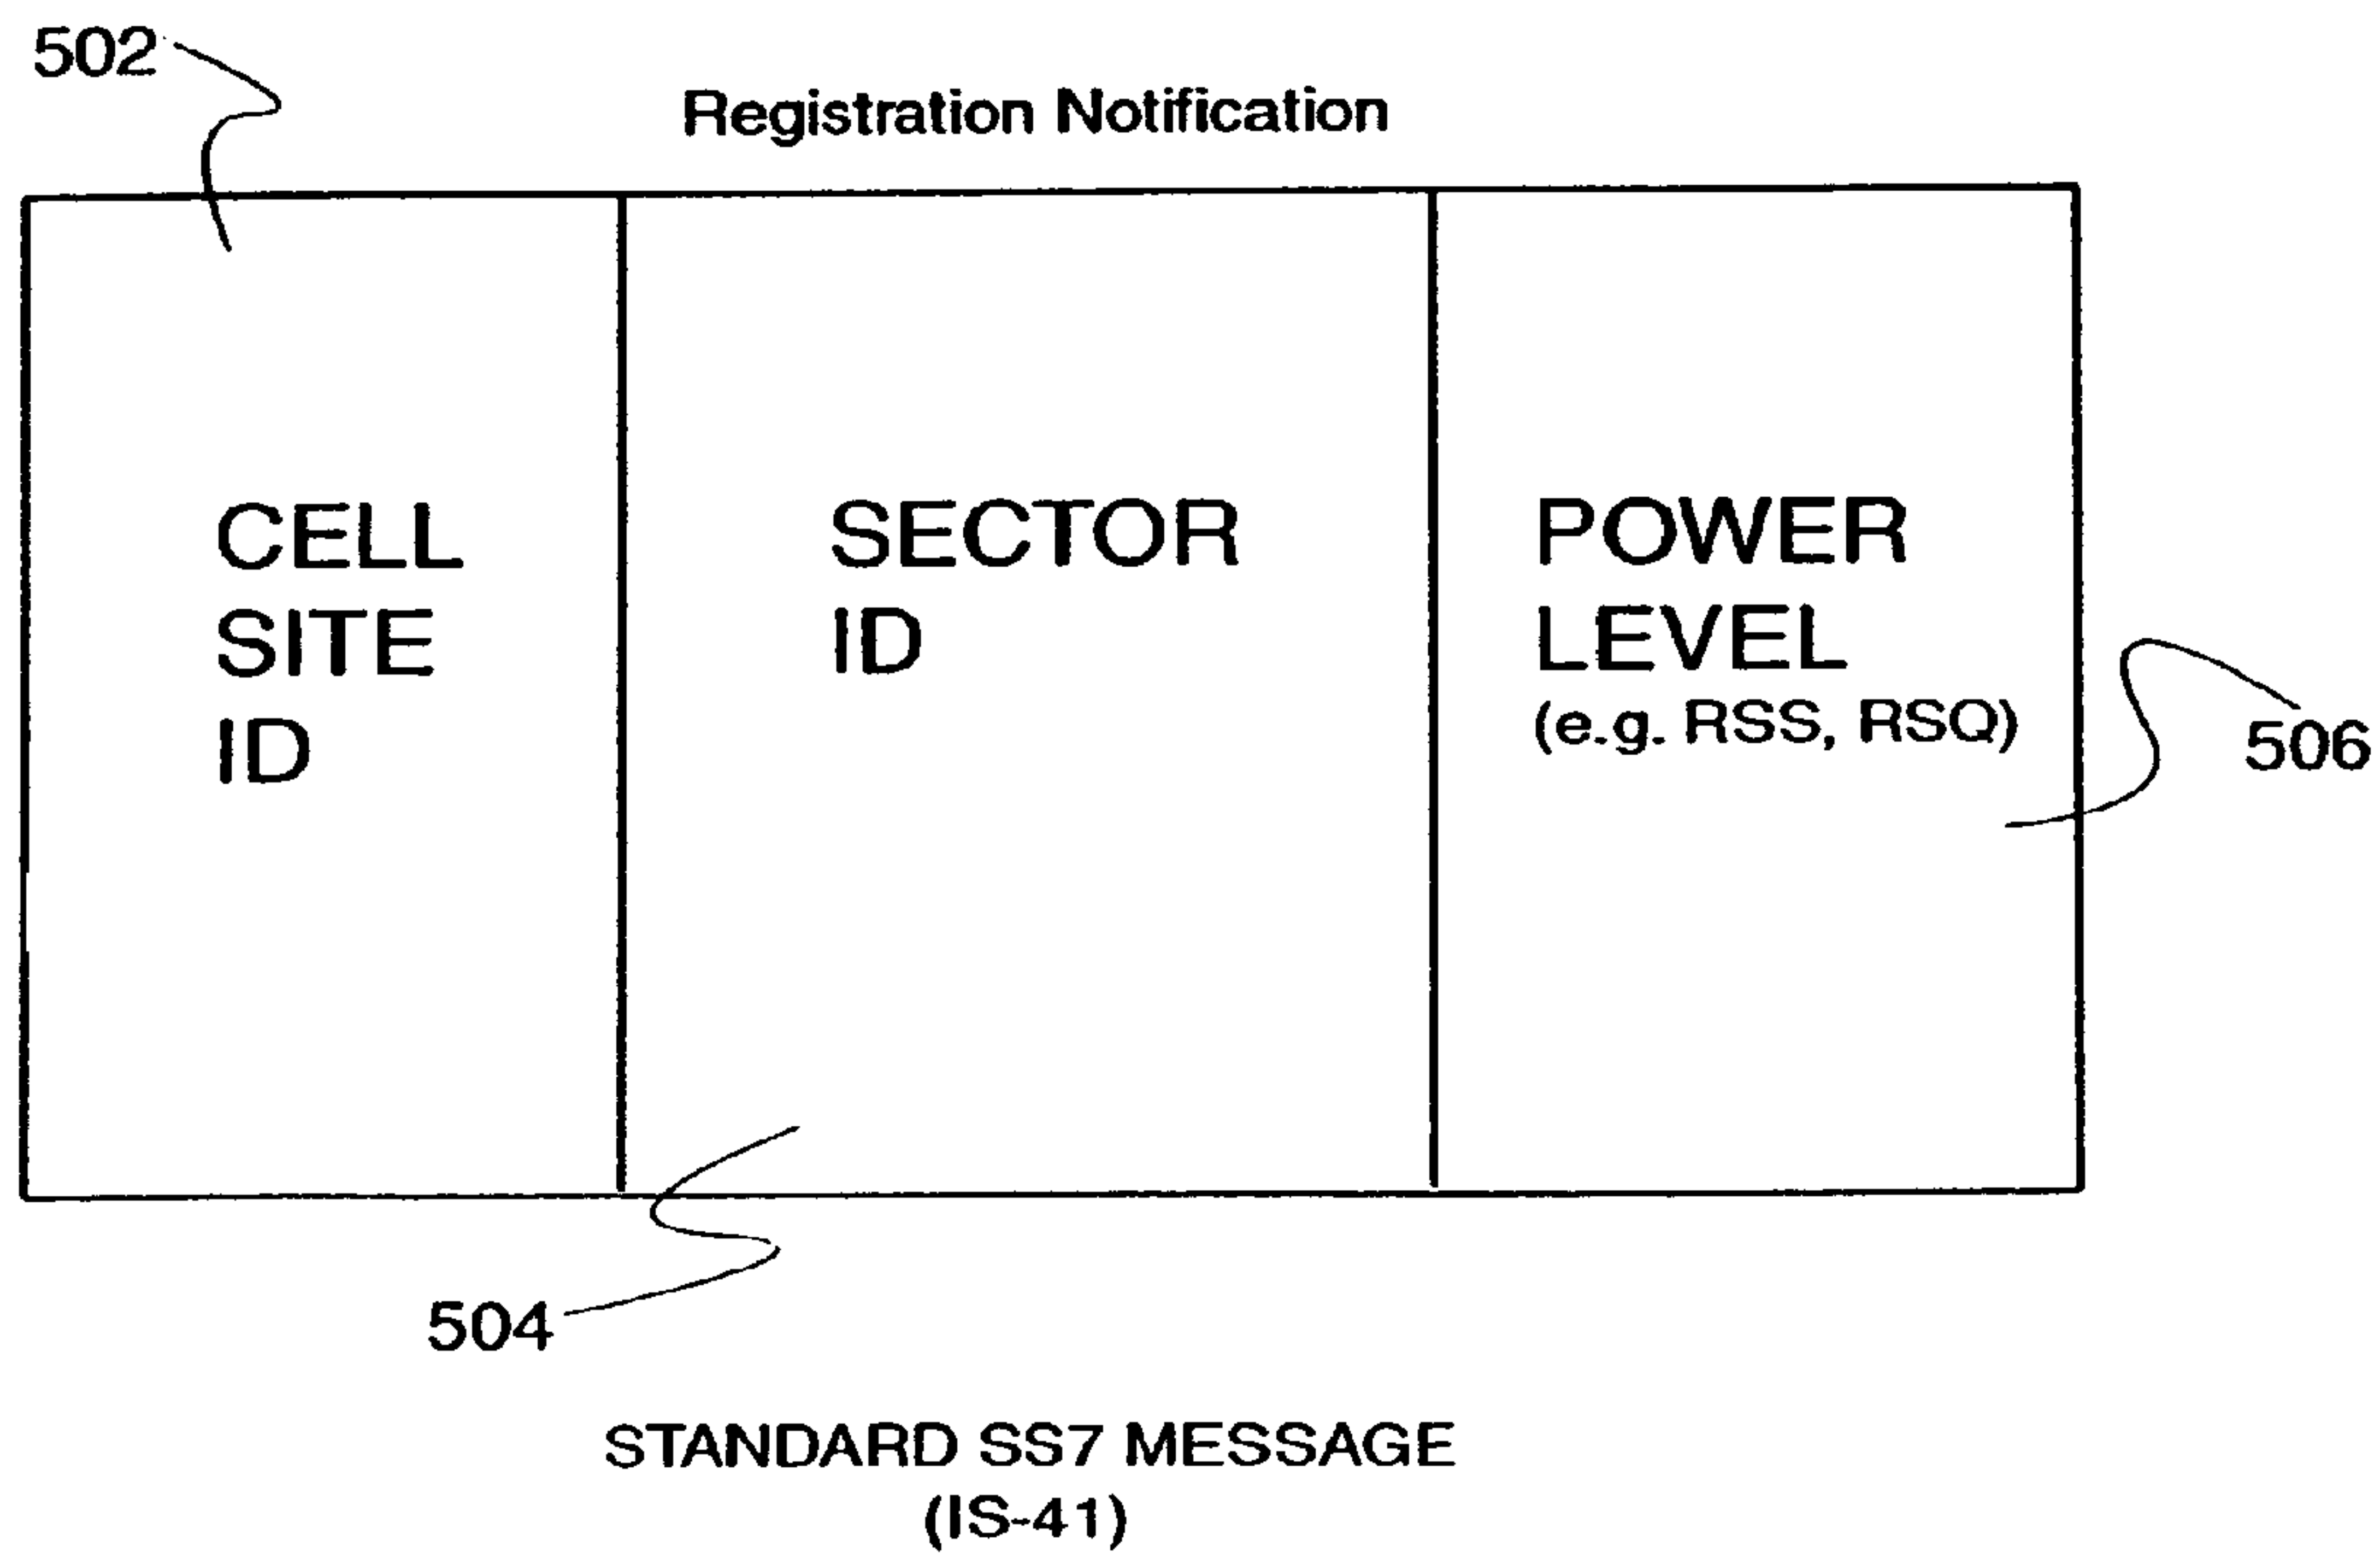 502
Registration Notification
CELL
SITE
ID
SECTOR
ID
POWER
LEVEL
(e.g. RSS, RSQ)
506
504
STANDARD SS7 MESSAGE
(IS-41)